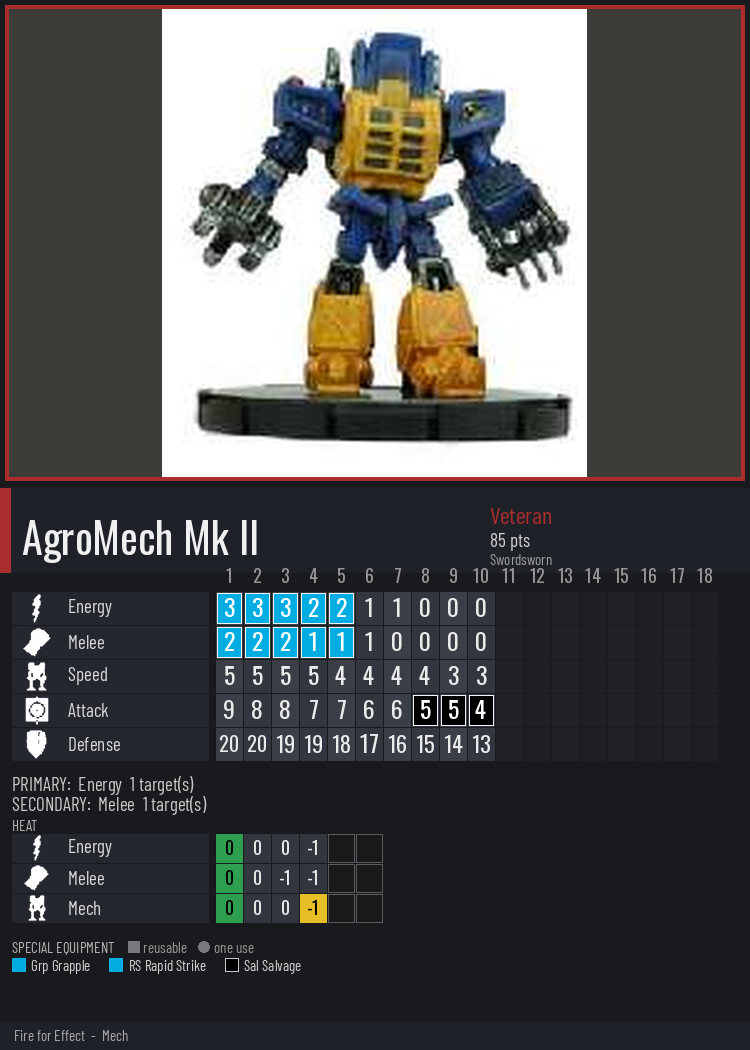 AgroMech Mk II
Veteran
85 pts
Swordsworn
1 2 3 4 5 6 7 8 9 10 11 12 13 14 15 16 17 18
Energy 3 3 3 2 2 1 1 0 0 0
Melee 2 2 2 1 1 1 0 0 0 0
Speed 5 5 5 5 4 4 4 4 3 3
Attack 9 8 8 7 7 6 6 5 5 4
Defense 20 20 19 19 18 17 16 15 14 13
PRIMARY: Energy 1 target(s)
SECONDARY: Melee 1 target(s)
HEAT
Energy 0 0 0 -1
Melee 0 0 -1 -1
Mech 0 0 0 -1
SPECIAL EQUIPMENT reusable one use
Grp Grapple RS Rapid Strike Sal Salvage
Fire for Effect - Mech